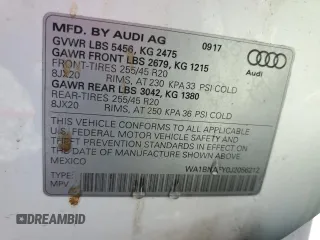 MFD. BY AUDI AG 09/17
GVWR LBS 5456, KG 2475
GAWR FRONT LBS 2679, KG 1215
FRONT-TIRES 255/45 R20
8JX20 RIMS, AT 230 KPA 33 PSI COLD
GAWR REAR LBS 3042, KG 1380
REAR-TIRES 255/45 R20
8JX20 RIMS, AT 250 KPA 36 PSI COLD
THIS VEHICLE CONFORMS TO ALL APPLICABLE
U.S. FEDERAL MOTOR VEHICLE SAFETY AND
THEFT PREVENTION STANDARDS IN EFFECT ON
THE DATE OF MANUFACTURE SHOWN ABOVE.
MEXICO
TYPE:
MPV
Audi
DEALERSHIP